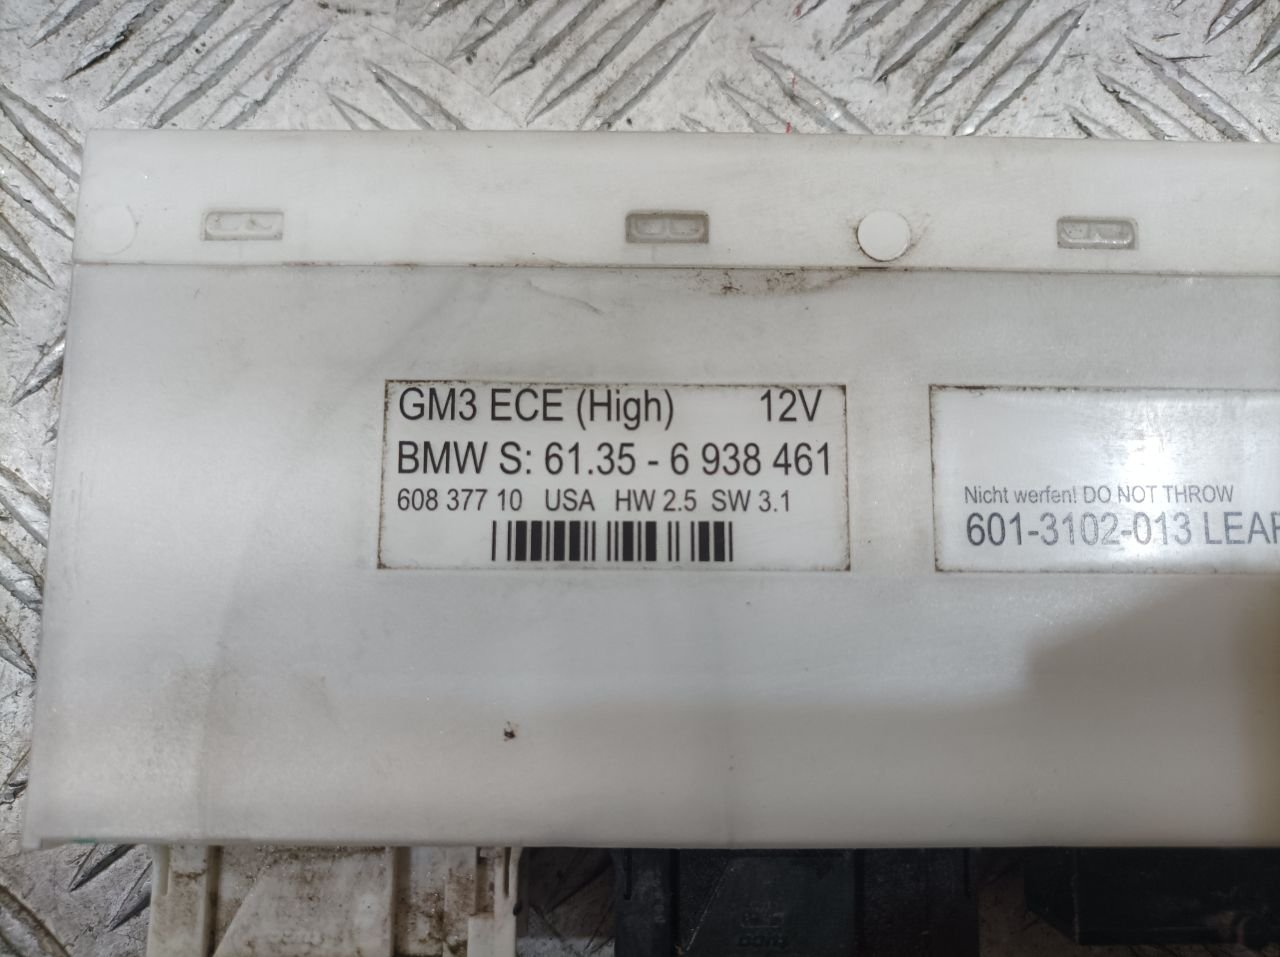 GM3 ECE (High) 12V
BMW S: 61.35 - 6 938 461
608 377 10 USA HW 2.5 SW 3.1
Nicht werfen! DO NOT THROW
601-3102-013 LEAR